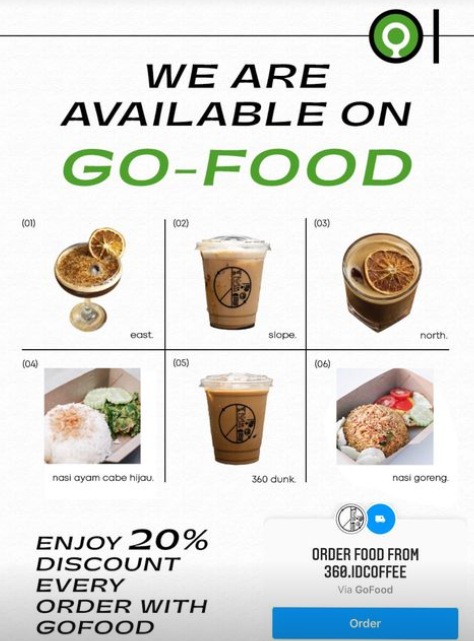 WE ARE
AVAILABLE ON
GO-FOOD
(01)
east.
(02)
slope.
(03)
north.
(04)
nasi ayam cabe hijau.
(05)
360 dunk.
(06)
nasi goreng.
ENJOY 20%
DISCOUNT
EVERY
ORDER WITH
GOFOOD
ORDER FOOD FROM
360.IDCOFFEE
Via GoFood
Order